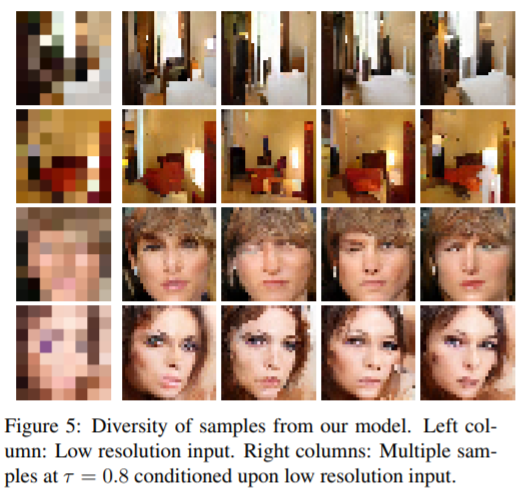 Figure 5: Diversity of samples from our model. Left col-
umn: Low resolution input. Right columns: Multiple sam-
ples at τ = 0.8 conditioned upon low resolution input.